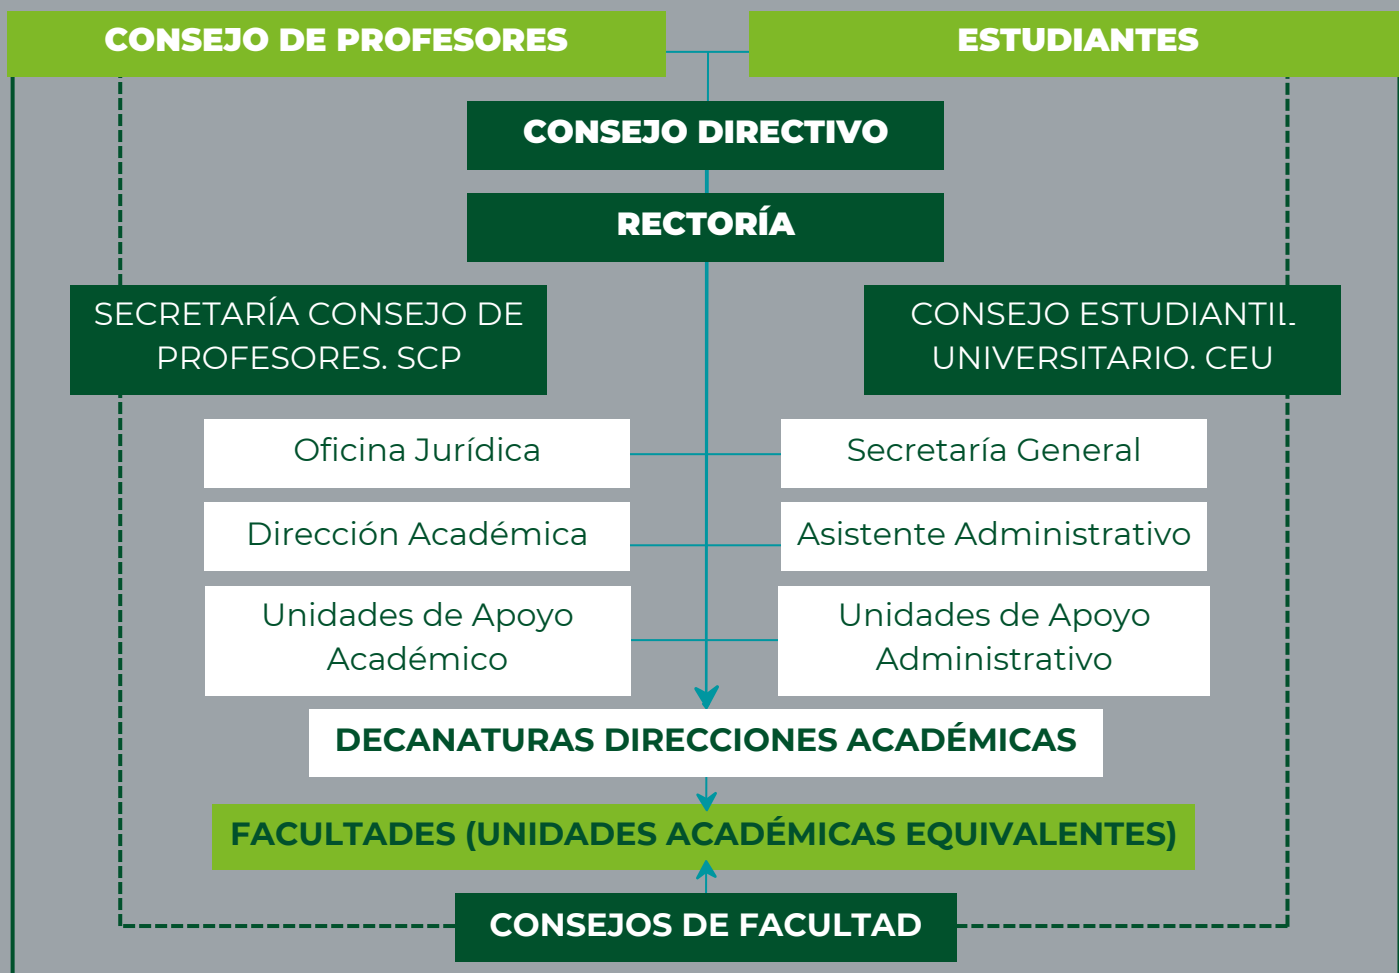 CONSEJO DE PROFESORES
ESTUDIANTES
CONSEJO DIRECTIVO
RECTORÍA
SECRETARÍA CONSEJO DE
PROFESORES. SCP
CONSEJO ESTUDIANTIL
UNIVERSITARIO. CEU
Oficina Jurídica
Secretaría General
Dirección Académica
Asistente Administrativo
Unidades de Apoyo
Académico
Unidades de Apoyo
Administrativo
DECANATURAS DIRECCIONES ACADÉMICAS
FACULTADES (UNIDADES ACADÉMICAS EQUIVALENTES)
CONSEJOS DE FACULTAD